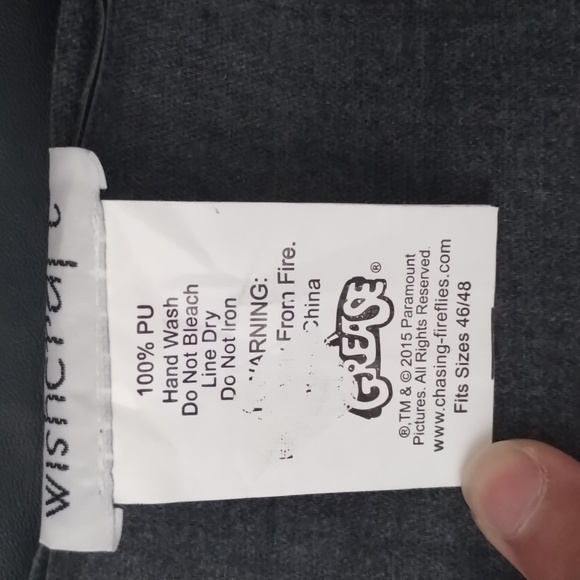 wishcraft
100% PU
Hand Wash
Do Not Bleach
Line Dry
Do Not Iron
WARNING:
From Fire.
China
GREASE®
®,TM & © 2015 Paramount
Pictures. All Rights Reserved.
www.chasing-fireflies.com
Fits Sizes 46/48